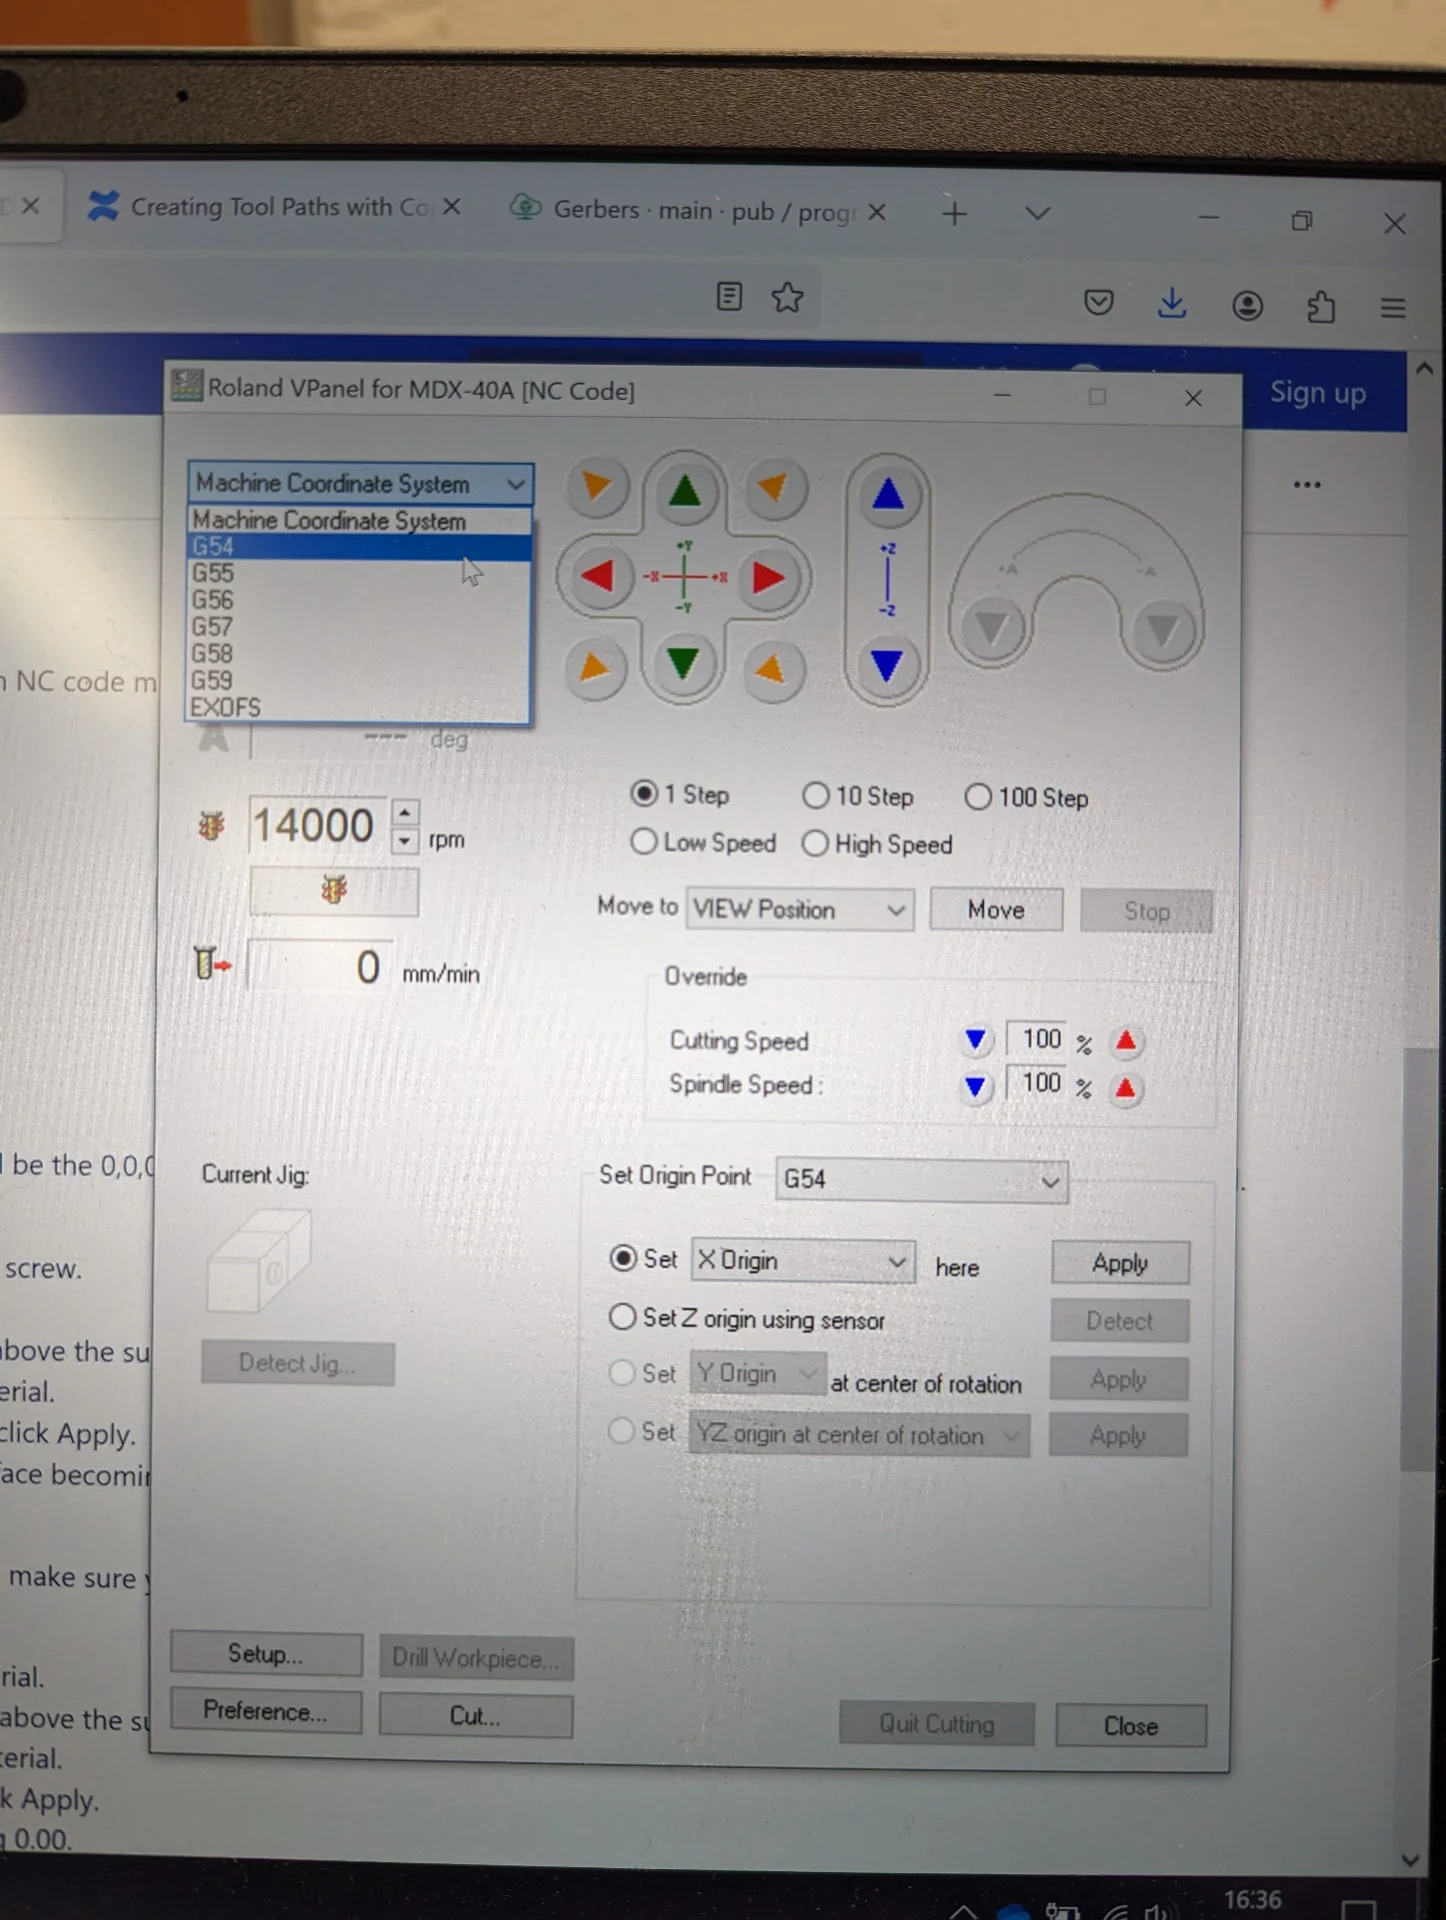 Creating Tool Paths with Co
Gerbers · main · pub / progr
Sign up
Roland VPanel for MDX-40A [NC Code]
Machine Coordinate System
Machine Coordinate System
G54
G55
G56
G57
G58
G59
EXOFS
+Y
-X
+X
-Y
+Z
-Z
+A
-A
n NC code m
A
--- deg
1 Step
10 Step
100 Step
14000 rpm
Low Speed
High Speed
Move to VIEW Position
Move
Stop
0 mm/min
Override
Cutting Speed
100 %
Spindle Speed :
100 %
be the 0,0,0
Current Jig:
Set Origin Point G54
Set X Origin here
Apply
screw.
Set Z origin using sensor
Detect
above the su
Detect Jig...
Set Y Origin at center of rotation
Apply
erial.
click Apply.
Set YZ origin at center of rotation
Apply
face becomin
make sure y
Setup...
Drill Workpiece...
rial.
Preference...
Cut...
Quit Cutting
Close
above the su
terial.
k Apply.
0.00.
16:36